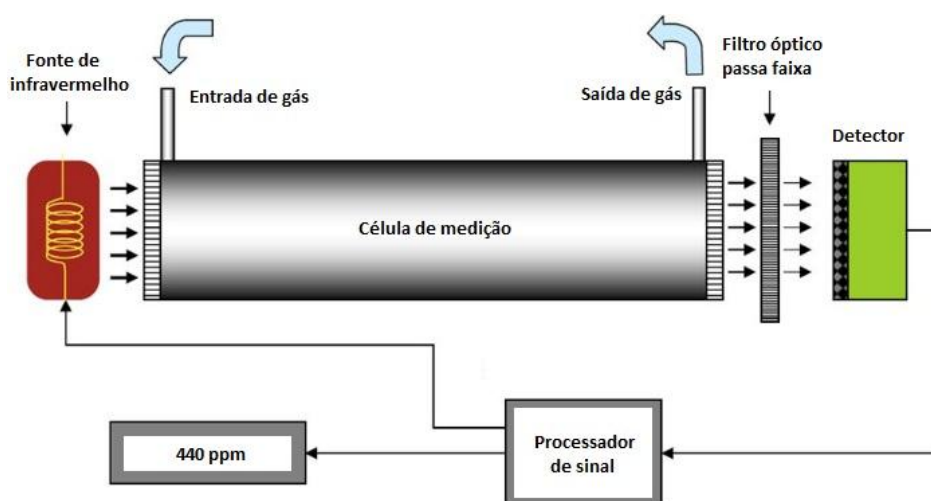 Fonte de
infravermelho
Entrada de gás
Saída de gás
Filtro óptico
passa faixa
Detector
Célula de medição
440 ppm
Processador
de sinal